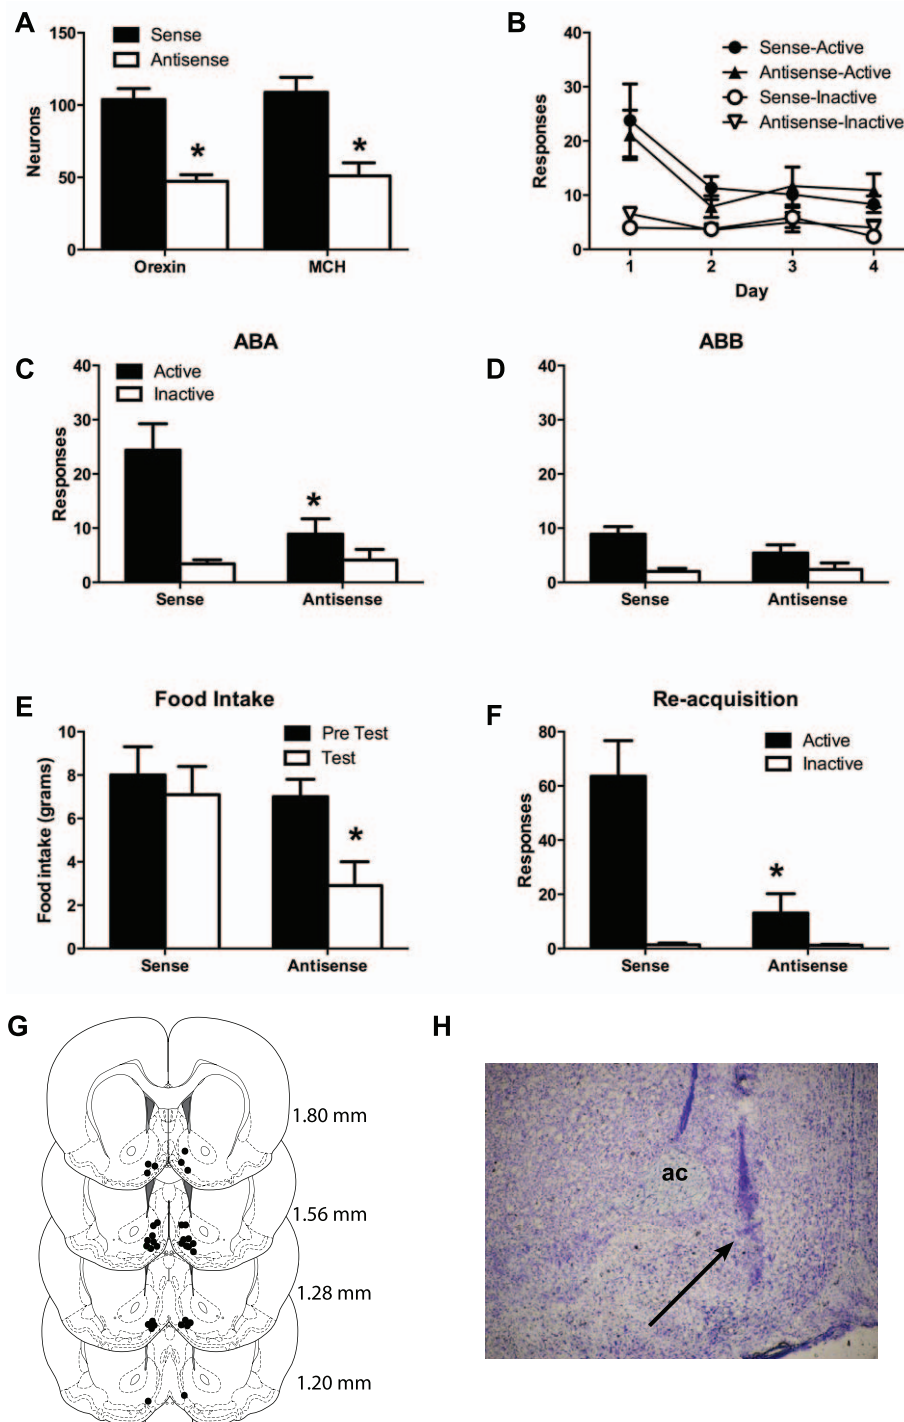 A
150
100
50
0
Neurons
Sense
Antisense
*
*
Orexin
MCH
B
40
30
20
10
0
Responses
Sense-Active
Antisense-Active
Sense-Inactive
Antisense-Inactive
1 2 3 4
Day
ABA
C
40
30
20
10
0
Responses
Active
Inactive
*
Sense
Antisense
ABB
D
40
30
20
10
0
Sense
Antisense
Food Intake
E
10
8
6
4
2
0
Food intake (grams)
Pre Test
Test
*
Sense
Antisense
Re-acquisition
F
80
60
40
20
0
Responses
Active
Inactive
*
Sense
Antisense
G
1.80 mm
1.56 mm
1.28 mm
1.20 mm
H
ac